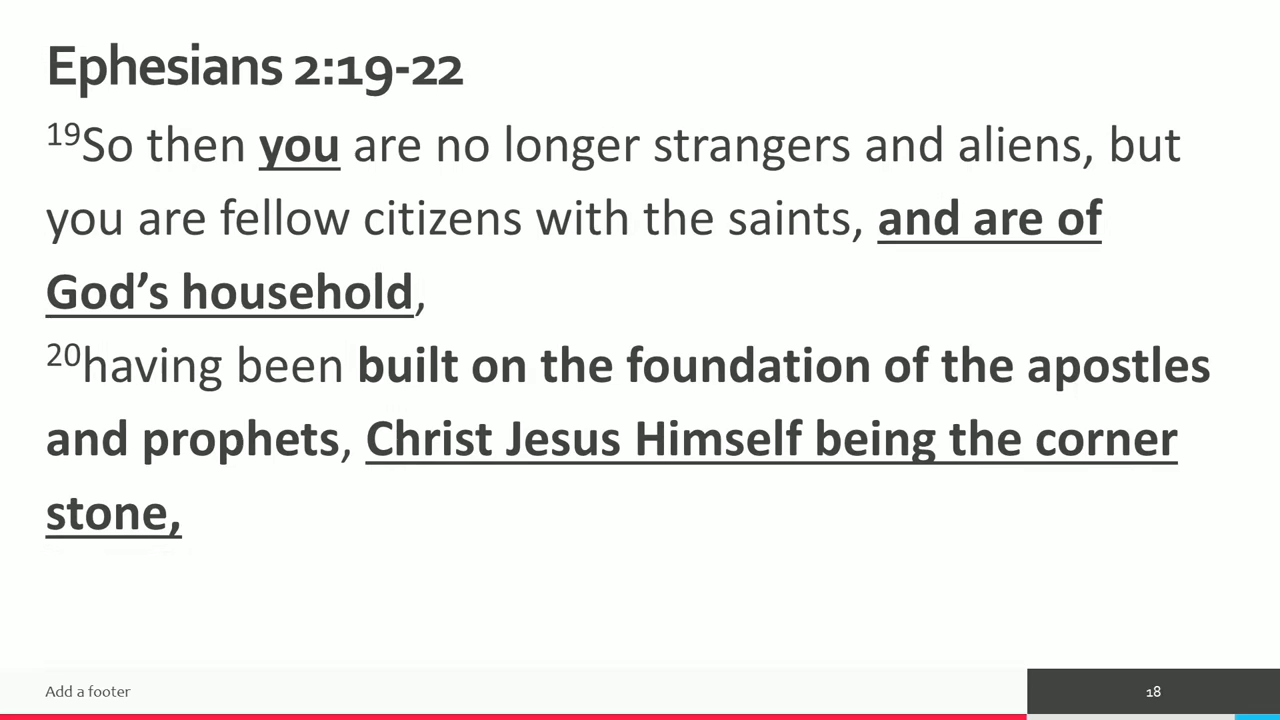 Ephesians 2:19-22
19So then you are no longer strangers and aliens, but
you are fellow citizens with the saints, and are of
God’s household,
20having been built on the foundation of the apostles
and prophets, Christ Jesus Himself being the corner
stone,
Add a footer
18